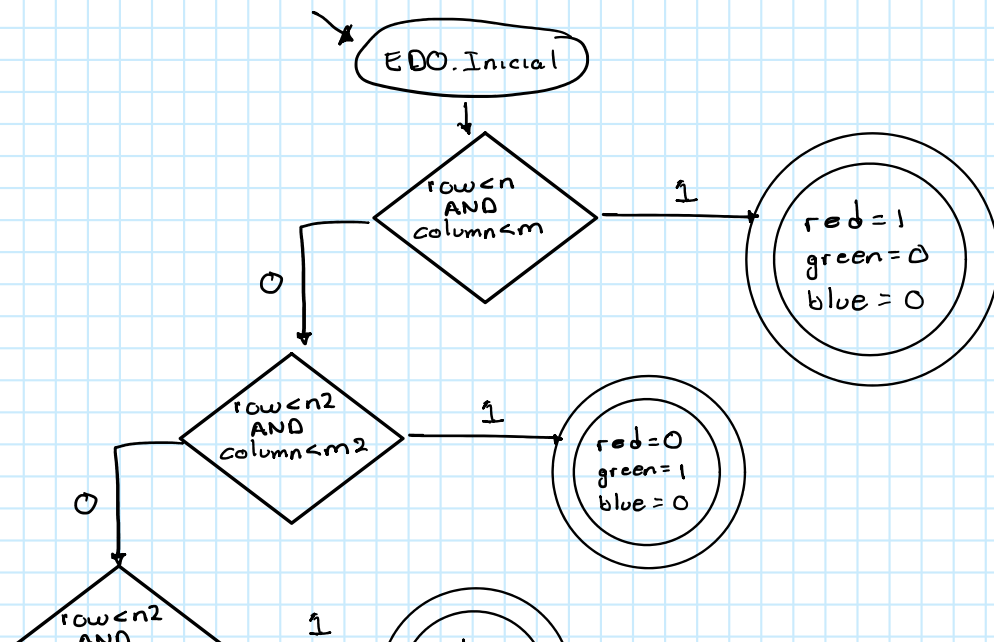 EDO.Inicial
row<n
AND
column<m
1
red=1
green=0
blue=0
0
row<n2
AND
column<m2
1
red=0
green=1
blue=0
0
row<n2
AND
1